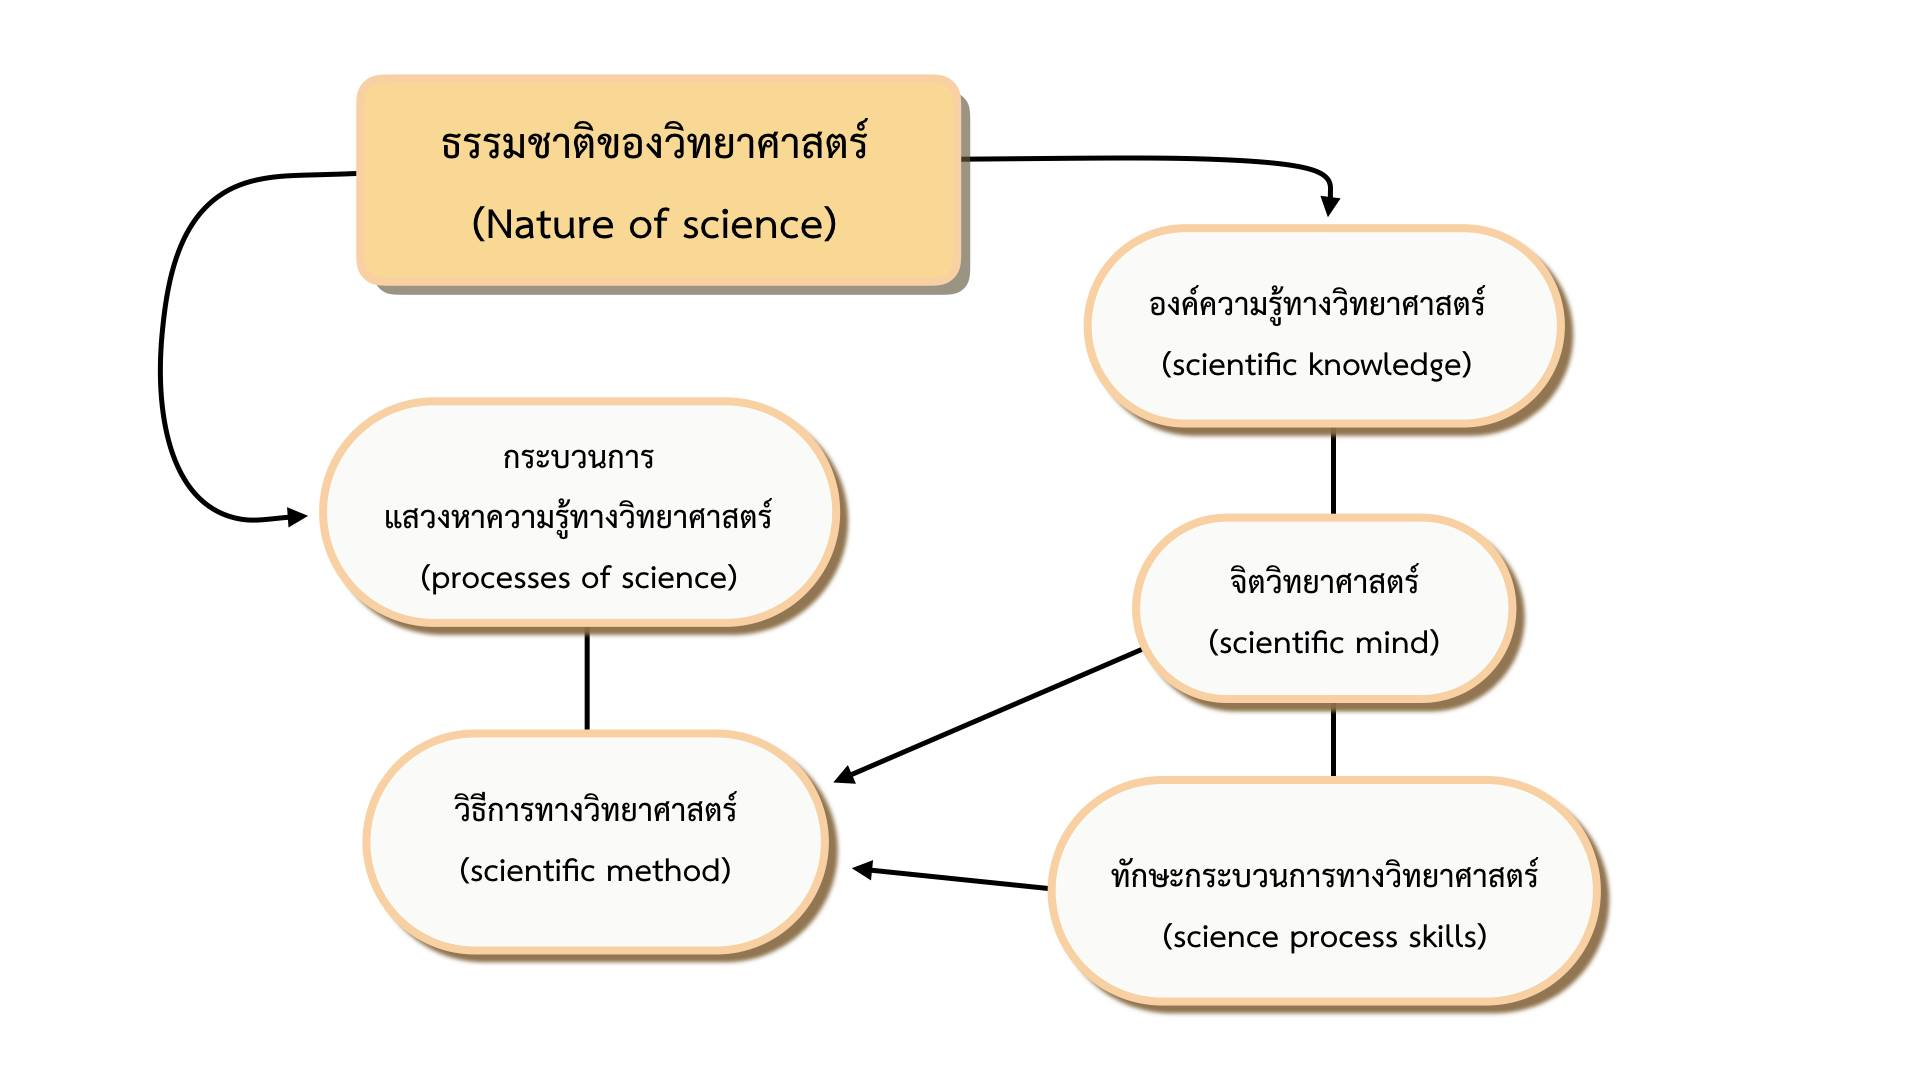 ธรรมชาติของวิทยาศาสตร์
(Nature of science)
องค์ความรู้ทางวิทยาศาสตร์
(scientific knowledge)
กระบวนการ
แสวงหาความรู้ทางวิทยาศาสตร์
(processes of science)
จิตวิทยาศาสตร์
(scientific mind)
วิธีการทางวิทยาศาสตร์
(scientific method)
ทักษะกระบวนการทางวิทยาศาสตร์
(science process skills)